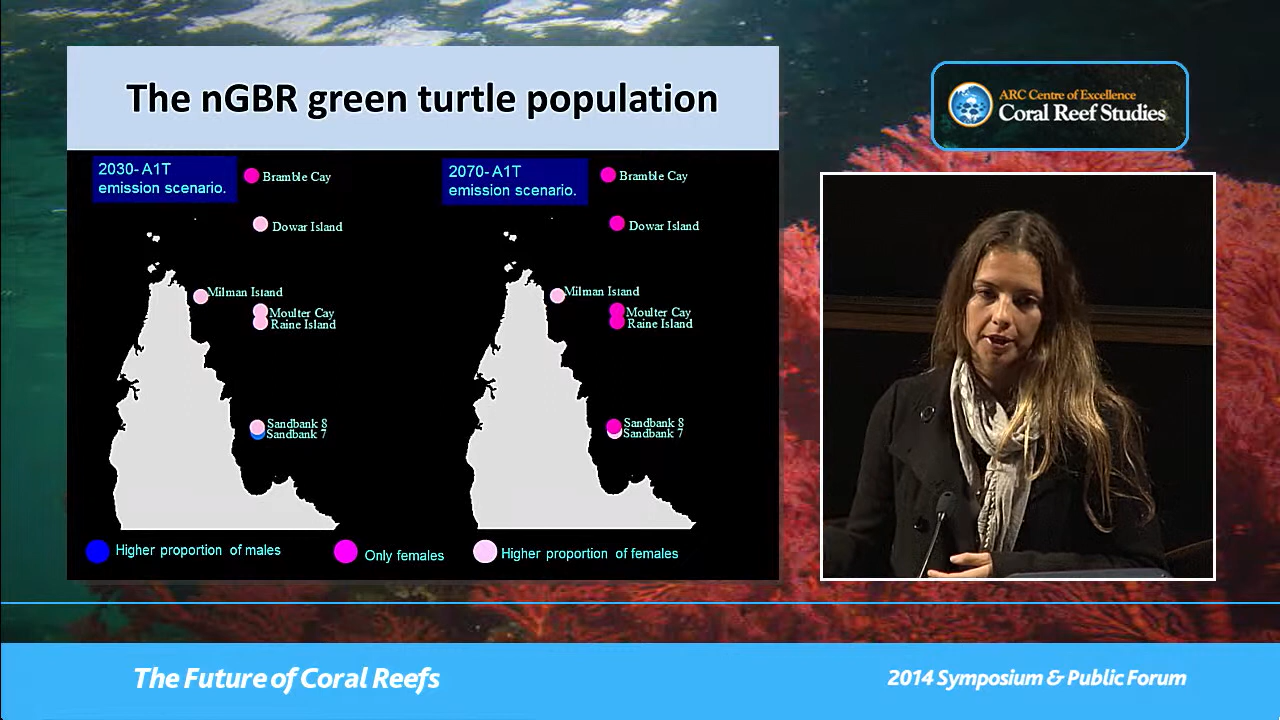 The nGBR green turtle population
ARC Centre of Excellence
Coral Reef Studies
2030-A1T
emission scenario.
Bramble Cay
Dowar Island
Milman Island
Moulter Cay
Raine Island
Sandbank 8
Sandbank 7
2070-A1T
emission scenario.
Bramble Cay
Dowar Island
Milman Island
Moulter Cay
Raine Island
Sandbank 8
Sandbank 7
Higher proportion of males
Only females
Higher proportion of females
The Future of Coral Reefs
2014 Symposium & Public Forum